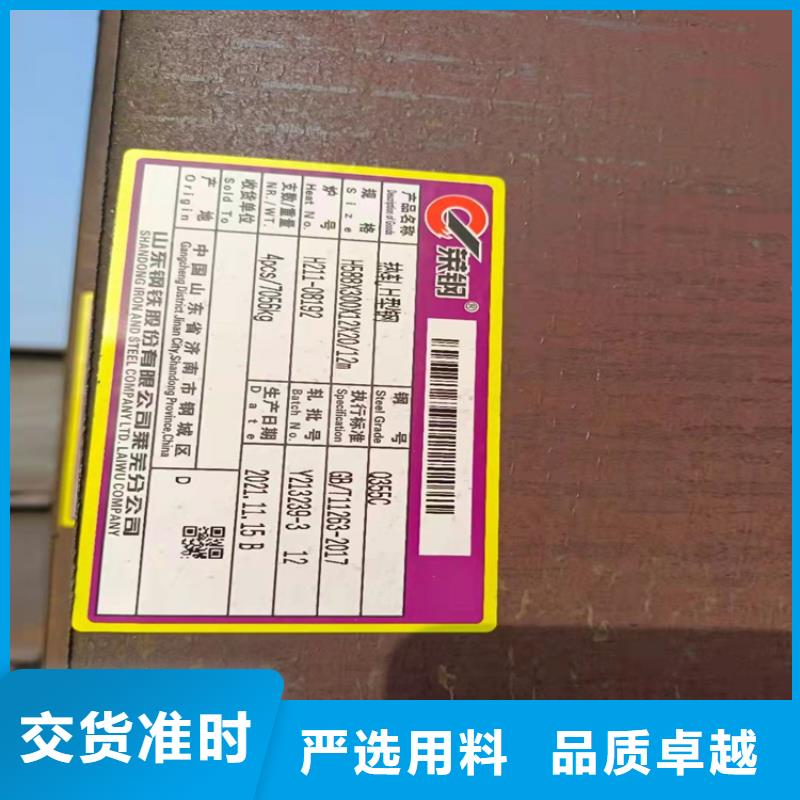 莱钢®
产品名称 热轧H型钢 钢号 Q355C
Description of Goods Steel Grade
规格 H588X300X12X20/12m 执行标准 GB/T11263-2017
Size Specification
炉号 H211-08192 轧批号 Y213239-3 12
Heat No. Batch No.
支数/重量 4pcs/7056kg 生产日期 2021.11.15 B
NR./WT. Date
收货单位
Sold To
产地 中国山东省济南市钢城区 D
Origin Gangcheng District,Jinan City,Shandong Province,China
山东钢铁股份有限公司莱芜分公司
SHANDONG IRON AND STEEL COMPANY LTD. LAIWU COMPANY
交货准时
严选用料 品质卓越